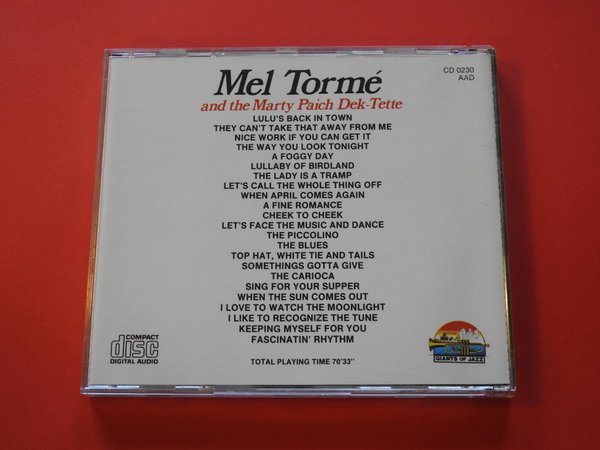 Mel Tormé
CD 0230
AAD
and the Marty Paich Dek-Tette
LULU'S BACK IN TOWN
THEY CAN'T TAKE THAT AWAY FROM ME
NICE WORK IF YOU CAN GET IT
THE WAY YOU LOOK TONIGHT
A FOGGY DAY
LULLABY OF BIRDLAND
THE LADY IS A TRAMP
LET'S CALL THE WHOLE THING OFF
WHEN APRIL COMES AGAIN
A FINE ROMANCE
CHEEK TO CHEEK
LET'S FACE THE MUSIC AND DANCE
THE PICCOLINO
THE BLUES
TOP HAT, WHITE TIE AND TAILS
SOMETHINGS GOTTA GIVE
THE CARIOCA
SING FOR YOUR SUPPER
WHEN THE SUN COMES OUT
I LOVE TO WATCH THE MOONLIGHT
I LIKE TO RECOGNIZE THE TUNE
KEEPING MYSELF FOR YOU
FASCINATIN' RHYTHM
TOTAL PLAYING TIME 70'33"
COMPACT
disc
DIGITAL AUDIO
GIANTS OF JAZZ